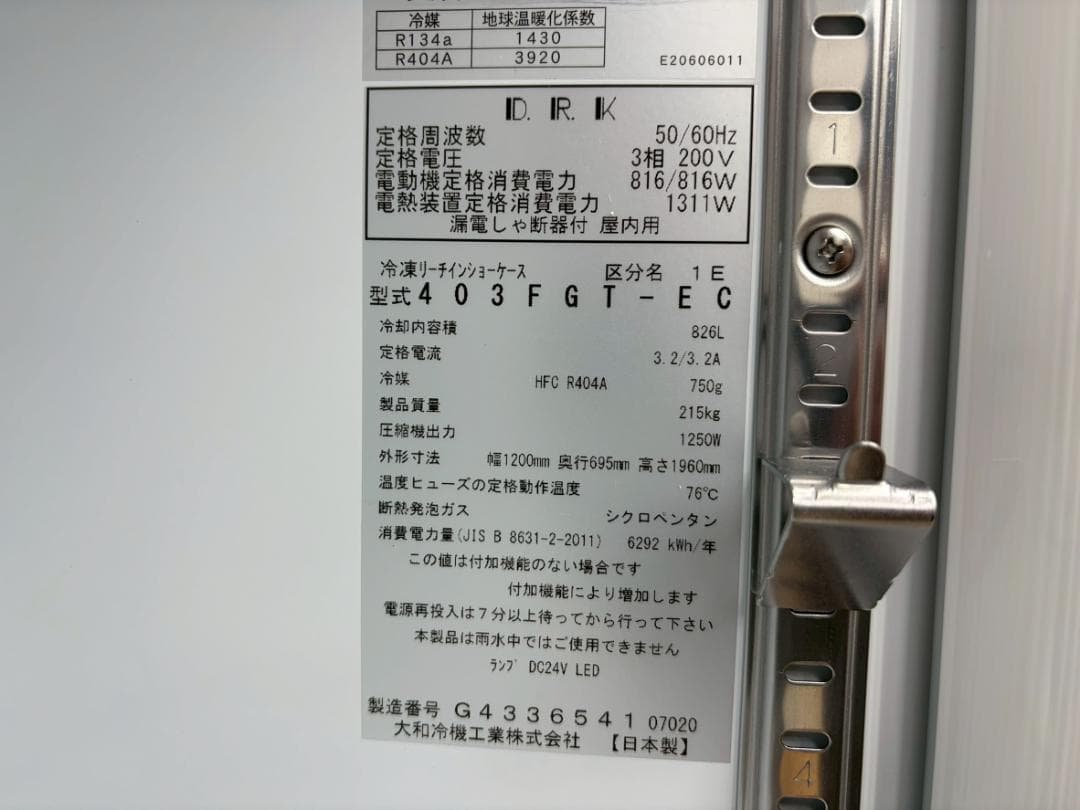 冷媒 地球温暖化係数
R134a 1430
R404A 3920
E20606011
D.R.K
定格周波数 50/60Hz
定格電圧 3相 200V
電動機定格消費電力 816/816W
電熱装置定格消費電力 1311W
漏電しゃ断器付 屋内用
冷凍リーチインショーケース 区分名 1E
型式 403FGT-EC
冷却内容積 826L
定格電流 3.2/3.2A
冷媒 HFC R404A 750g
製品質量 215kg
圧縮機出力 1250W
外形寸法 幅1200mm 奥行695mm 高さ1960mm
温度ヒューズの定格動作温度 76℃
断熱発泡ガス シクロペンタン
消費電力量(JIS B 8631-2-2011) 6292 kWh/年
この値は付加機能のない場合です
付加機能により増加します
電源再投入は7分以上待ってから行って下さい
本製品は雨水中ではご使用できません
ランプ DC24V LED
製造番号 G4336541 07020
大和冷機工業株式会社 【日本製】
1
2
4